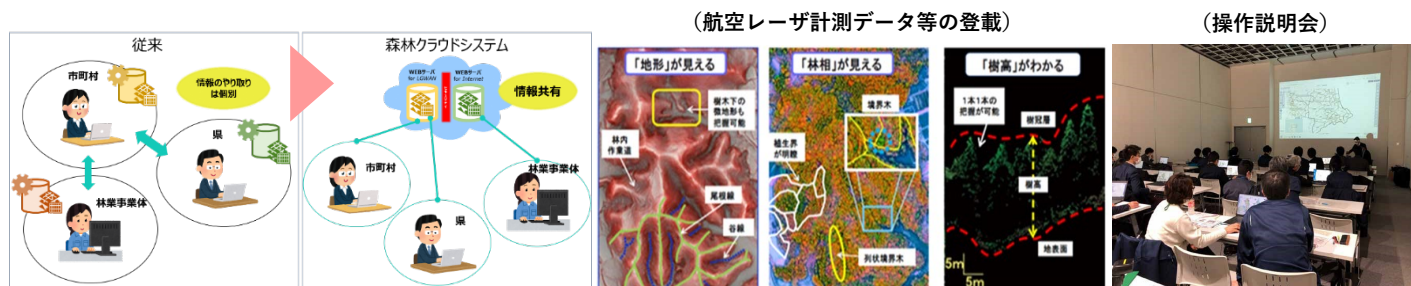 従来
市町村
情報のやり取り
は個別
県
林業事業体
森林クラウドシステム
WEBサーバ
for LGWAN
WEBサーバ
for Internet
情報共有
市町村
県
林業事業体
(航空レーザ計測データ等の登載)
「地形」が見える
樹木下の
微地形も
把握可能
林内
作業道
尾根線
谷線
「林相」が見える
境界木
植生界
が明瞭
列状境界木
「樹高」がわかる
1本1本の
把握が可能
樹冠層
樹高
地表面
5m
5m
(操作説明会)